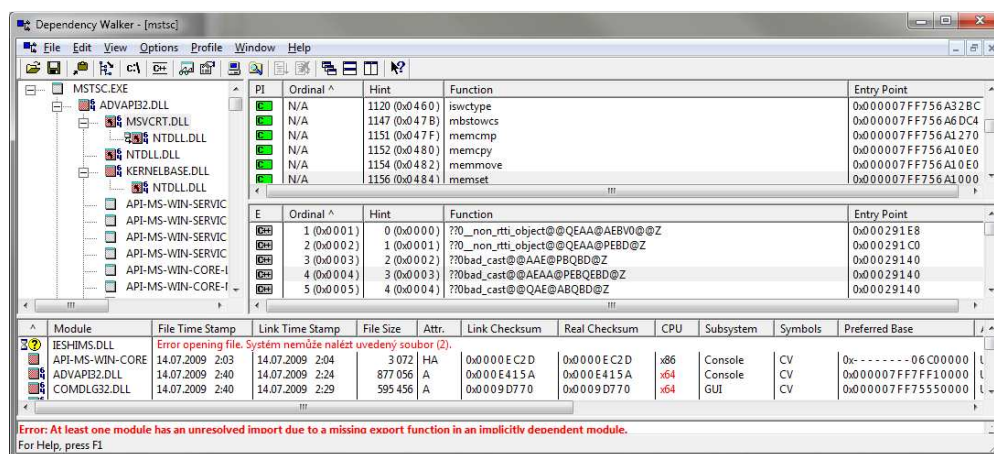 Dependency Walker - [mstsc]
File Edit View Options Profile Window Help
c:\ C++
MSTSC.EXE
ADVAPI32.DLL
MSVCRT.DLL
NTDLL.DLL
NTDLL.DLL
KERNELBASE.DLL
NTDLL.DLL
API-MS-WIN-SERVIC
API-MS-WIN-SERVIC
API-MS-WIN-SERVIC
API-MS-WIN-SERVIC
API-MS-WIN-CORE-L
PI Ordinal ^ Hint Function Entry Point
C N/A 1120 (0x0460) iswctype 0x000007FF756A32BC
C N/A 1147 (0x047B) mbstowcs 0x000007FF756A6DC4
C N/A 1151 (0x047F) memcmp 0x000007FF756A1270
C N/A 1152 (0x0480) memcpy 0x000007FF756A10E0
C N/A 1154 (0x0482) memmove 0x000007FF756A10E0
C N/A 1156 (0x0484) memset 0x000007FF756A1000
E Ordinal ^ Hint Function Entry Point
C++ 1 (0x0001) 0 (0x0000) ??0__non_rtti_object@@QEAA@AEBV0@@Z 0x000291E8
C++ 2 (0x0002) 1 (0x0001) ??0__non_rtti_object@@QEAA@PEBD@Z 0x000291C0
C++ 3 (0x0003) 2 (0x0002) ??0bad_cast@@AAE@PBQBD@Z 0x00029140
C++ 4 (0x0004) 3 (0x0003) ??0bad_cast@@AEAA@PEBQEBD@Z 0x00029140
C++ 5 (0x0005) 4 (0x0004) ??0bad_cast@@QAE@ABQBD@Z 0x00029140
^ Module File Time Stamp Link Time Stamp File Size Attr. Link Checksum Real Checksum CPU Subsystem Symbols Preferred Base
IESHIMS.DLL Error opening file. Systém nemůže nalézt uvedený soubor (2).
API-MS-WIN-CORE 14.07.2009 2:03 14.07.2009 2:04 3 072 HA 0x0000EC2D 0x0000EC2D x86 Console CV 0x--------06C00000
ADVAPI32.DLL 14.07.2009 2:40 14.07.2009 2:24 877 056 A 0x000E415A 0x000E415A x64 Console CV 0x000007FF7FF10000
COMDLG32.DLL 14.07.2009 2:40 14.07.2009 2:29 595 456 A 0x0009D770 0x0009D770 x64 GUI CV 0x000007FF75550000
Error: At least one module has an unresolved import due to a missing export function in an implicitly dependent module.
For Help, press F1